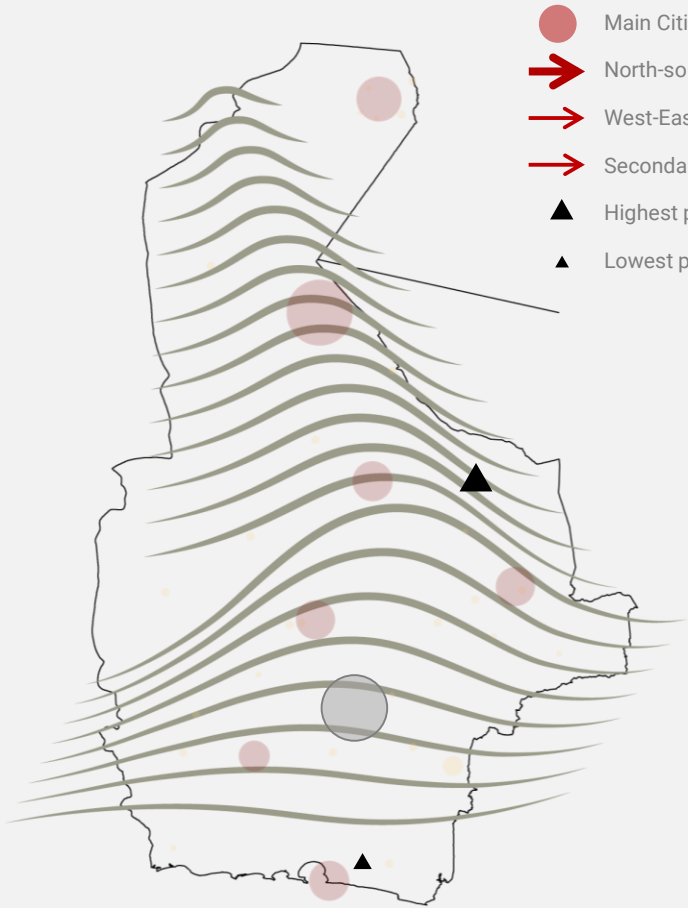 Main Citi
North-so
West-Eas
Seconda
Highest p
Lowest p